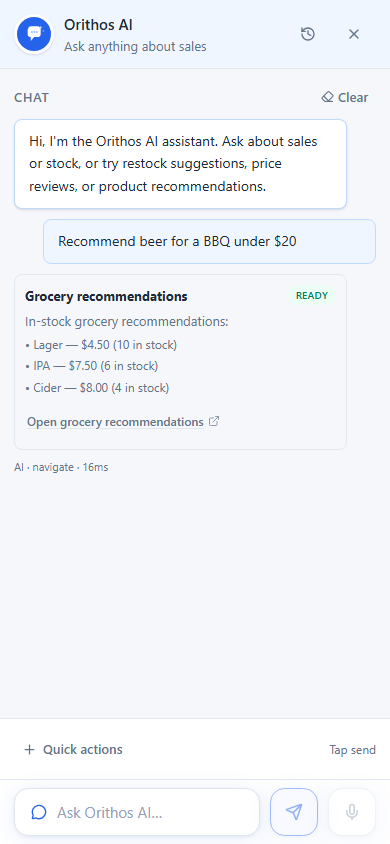 Orithos AI
Ask anything about sales
CHAT
Clear
Hi, I'm the Orithos AI assistant. Ask about sales
or stock, or try restock suggestions, price
reviews, or product recommendations.
Recommend beer for a BBQ under $20
Grocery recommendations
READY
In-stock grocery recommendations:
• Lager — $4.50 (10 in stock)
• IPA — $7.50 (6 in stock)
• Cider — $8.00 (4 in stock)
Open grocery recommendations
AI · navigate · 16ms
Quick actions
Tap send
Ask Orithos AI...